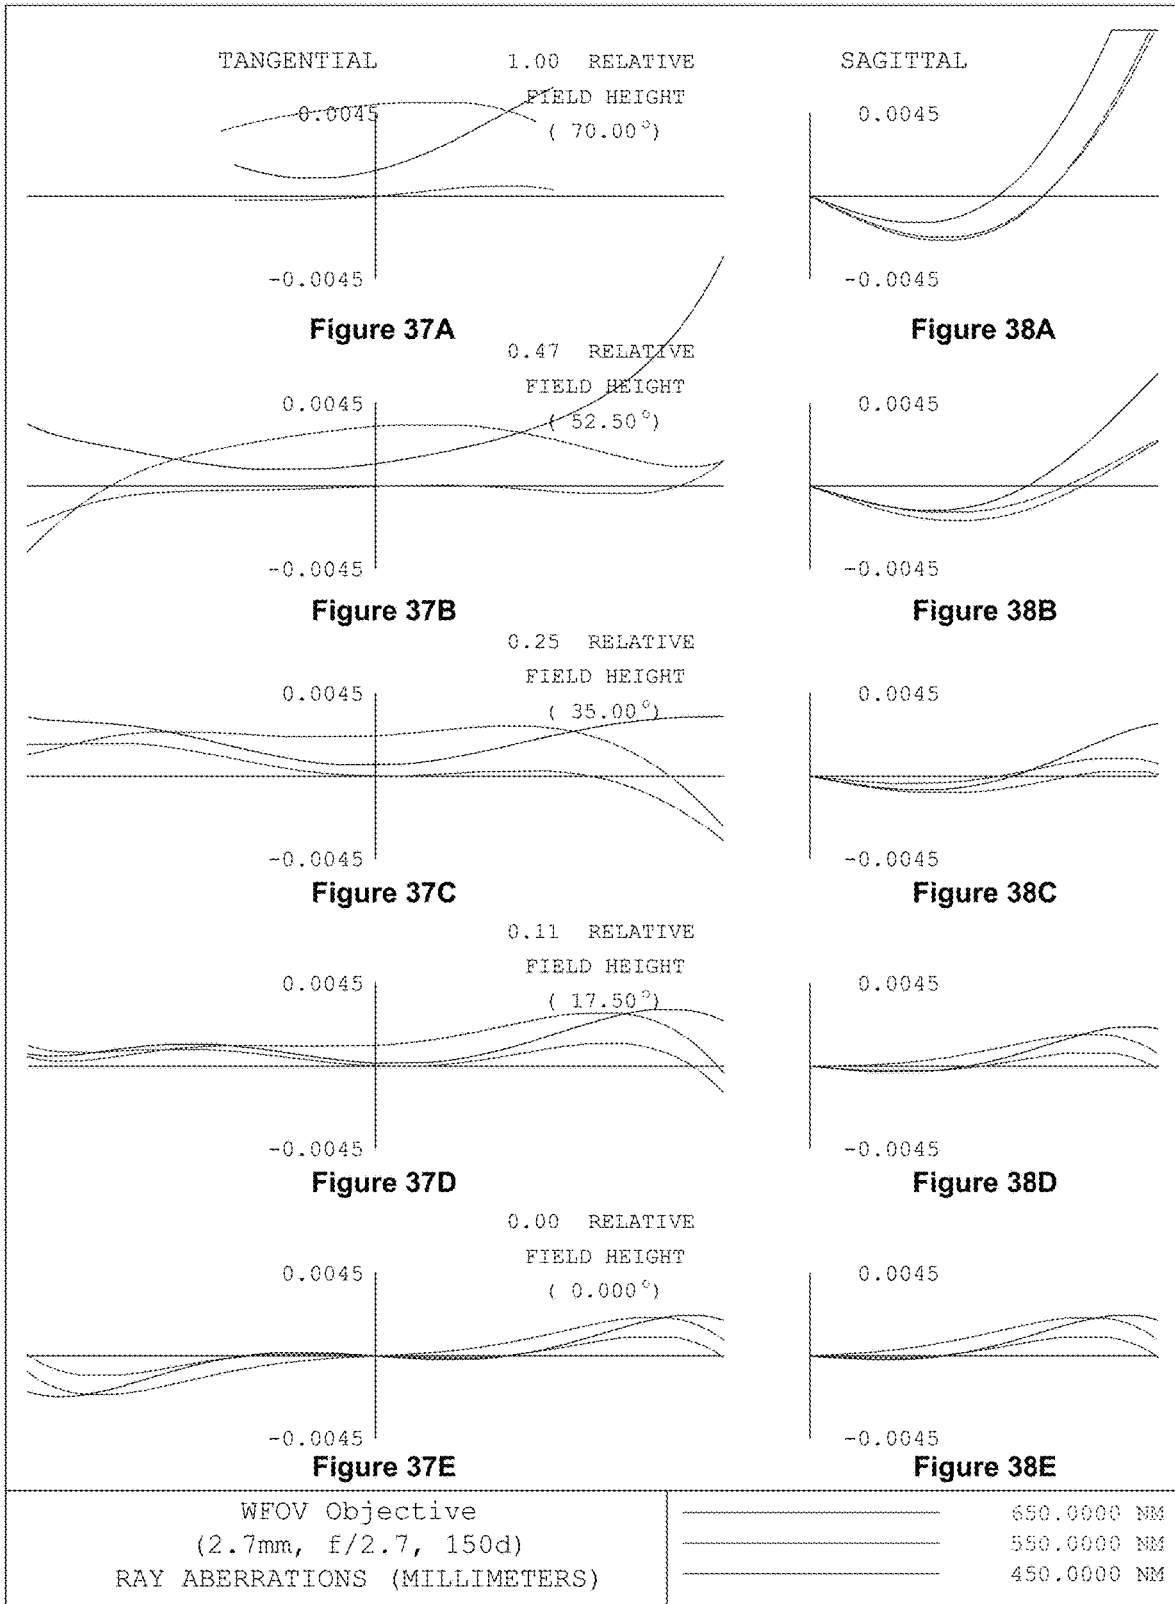 TANGENTIAL
1.00 RELATIVE
FIELD HEIGHT
( 70.00°)
SAGITTAL
0.0045
0.0045
-0.0045
-0.0045
Figure 37A
Figure 38A
0.47 RELATIVE
FIELD HEIGHT
( 52.50°)
0.0045
0.0045
-0.0045
-0.0045
Figure 37B
Figure 38B
0.25 RELATIVE
FIELD HEIGHT
( 35.00°)
0.0045
0.0045
-0.0045
-0.0045
Figure 37C
Figure 38C
0.11 RELATIVE
FIELD HEIGHT
( 17.50°)
0.0045
0.0045
-0.0045
-0.0045
Figure 37D
Figure 38D
0.00 RELATIVE
FIELD HEIGHT
( 0.000°)
0.0045
0.0045
-0.0045
-0.0045
Figure 37E
Figure 38E
WFOV Objective
(2.7mm, f/2.7, 150d)
RAY ABERRATIONS (MILLIMETERS)
650.0000 NM
550.0000 NM
450.0000 NM